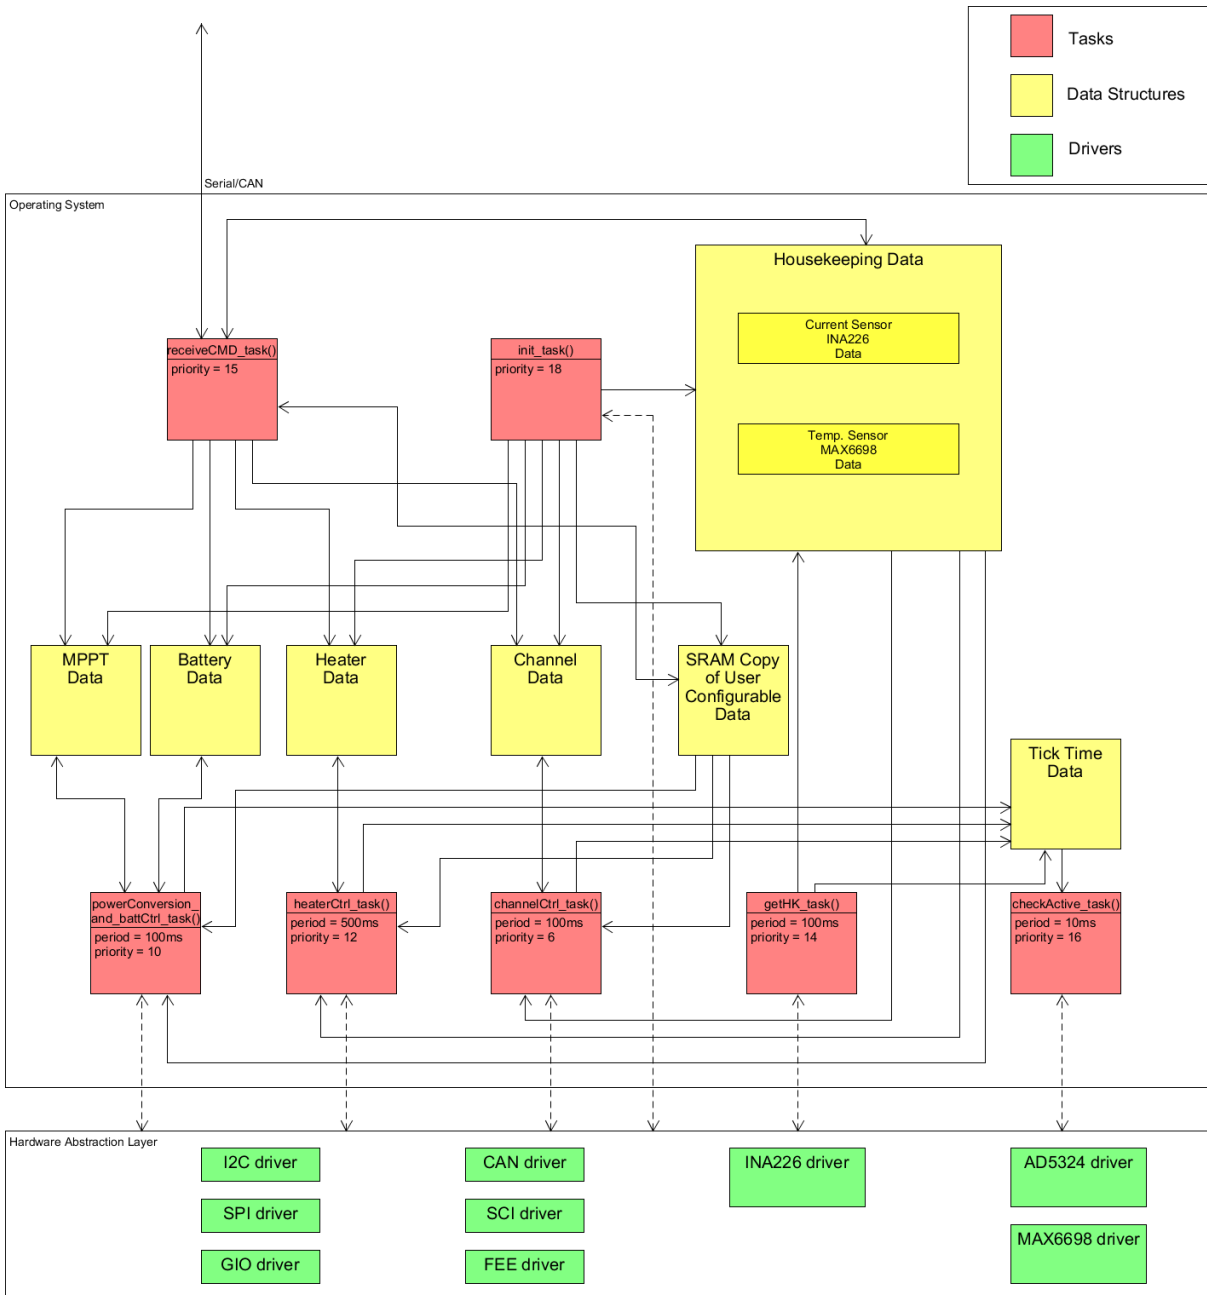 Tasks
Data Structures
Drivers
Serial/CAN
Operating System
Housekeeping Data
Current Sensor
INA226
Data
Temp. Sensor
MAX6698
Data
receiveCMD_task()
priority = 15
init_task()
priority = 18
MPPT
Data
Battery
Data
Heater
Data
Channel
Data
SRAM Copy
of User
Configurable
Data
Tick Time
Data
powerConversion_
and_battCtrl_task()
period = 100ms
priority = 10
heaterCtrl_task()
period = 500ms
priority = 12
channelCtrl_task()
period = 100ms
priority = 6
getHK_task()
period = 100ms
priority = 14
checkActive_task()
period = 10ms
priority = 16
Hardware Abstraction Layer
I2C driver
CAN driver
INA226 driver
AD5324 driver
SPI driver
SCI driver
MAX6698 driver
GIO driver
FEE driver